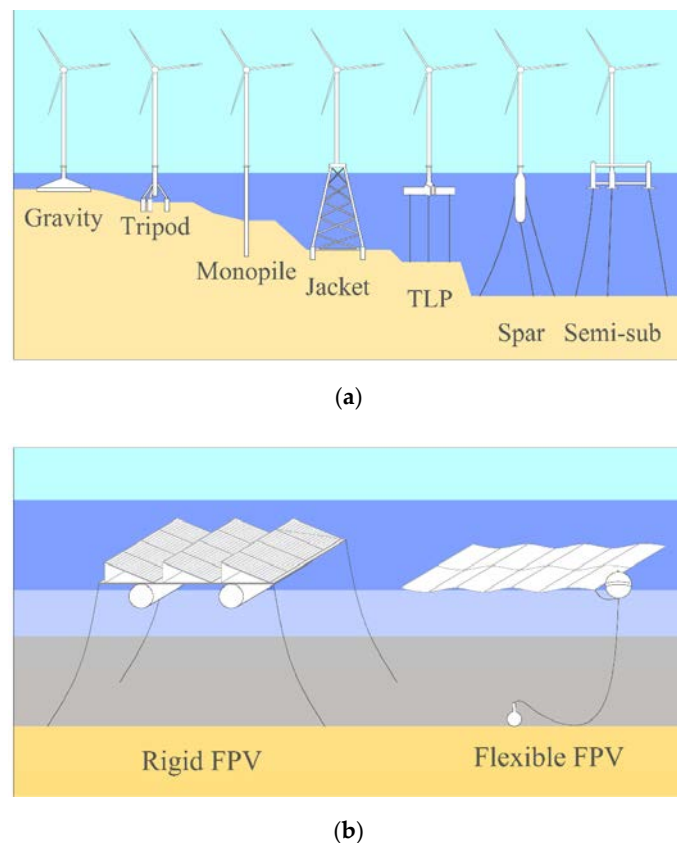 Gravity
Tripod
Monopile
Jacket
TLP
Spar
Semi-sub
(a)
Rigid FPV
Flexible FPV
(b)